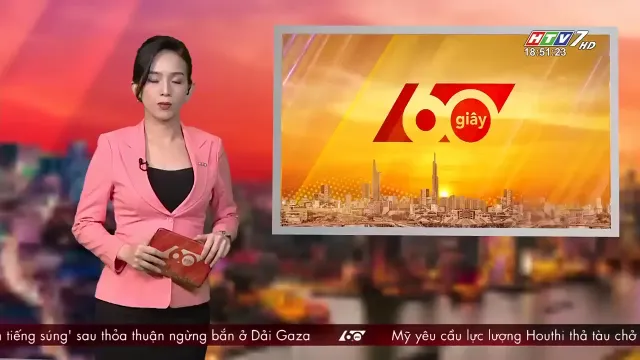 HTV7 HD
18:51:23
60 giây
n tiếng súng' sau thỏa thuận ngừng bắn ở Dải Gaza 60 Mỹ yêu cầu lực lượng Houthi thả tàu chở